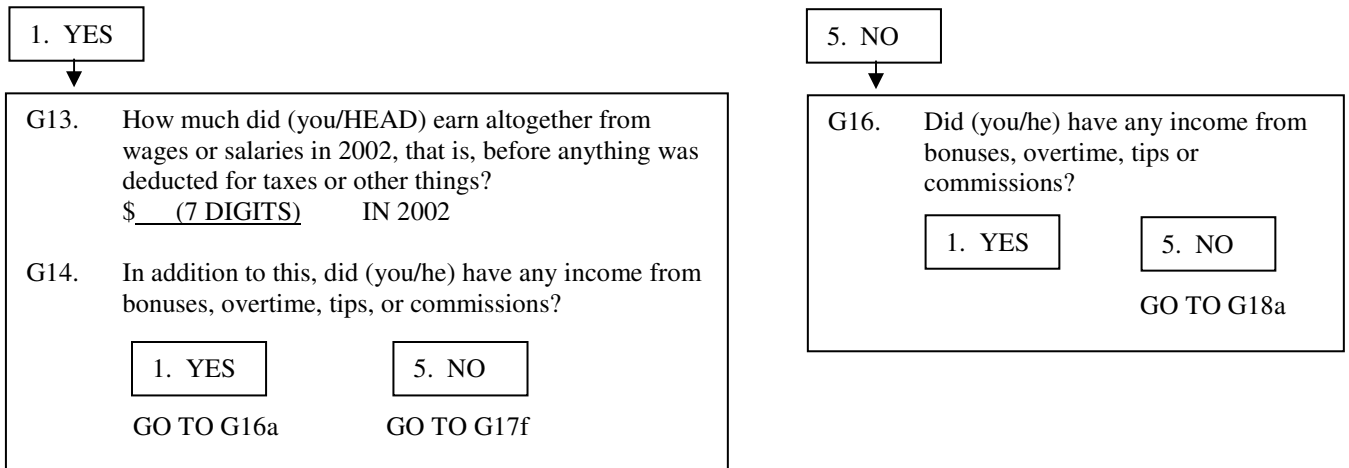 1. YES
G13. How much did (you/HEAD) earn altogether from
wages or salaries in 2002, that is, before anything was
deducted for taxes or other things?
$ (7 DIGITS) IN 2002
G14. In addition to this, did (you/he) have any income from
bonuses, overtime, tips, or commissions?
1. YES 5. NO
GO TO G16a GO TO G17f
5. NO
G16. Did (you/he) have any income from
bonuses, overtime, tips or
commissions?
1. YES 5. NO
GO TO G18a